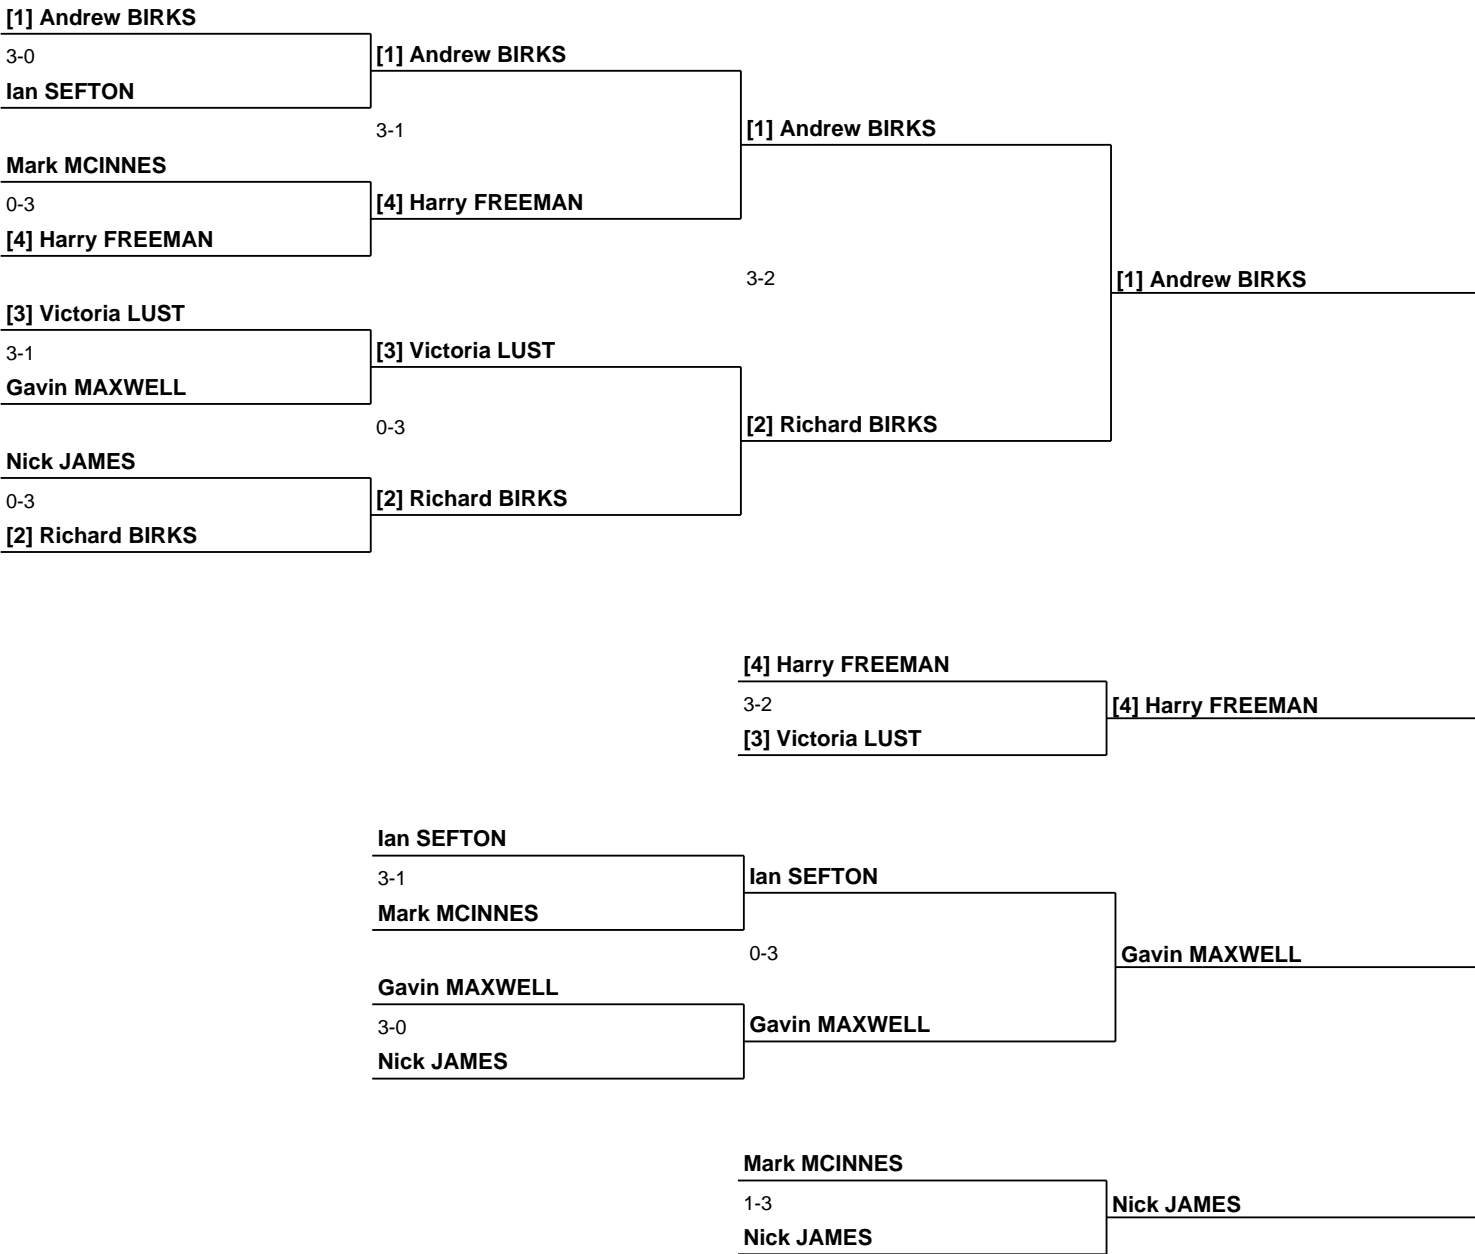 [1] Andrew BIRKS
3-0
[1] Andrew BIRKS
Ian SEFTON
3-1
[1] Andrew BIRKS
Mark MCINNES
0-3
[4] Harry FREEMAN
[4] Harry FREEMAN
3-2
[1] Andrew BIRKS
[3] Victoria LUST
3-1
[3] Victoria LUST
Gavin MAXWELL
0-3
[2] Richard BIRKS
Nick JAMES
0-3
[2] Richard BIRKS
[2] Richard BIRKS
[4] Harry FREEMAN
3-2
[4] Harry FREEMAN
[3] Victoria LUST
Ian SEFTON
3-1
Ian SEFTON
Mark MCINNES
0-3
Gavin MAXWELL
Gavin MAXWELL
3-0
Gavin MAXWELL
Nick JAMES
Mark MCINNES
1-3
Nick JAMES
Nick JAMES